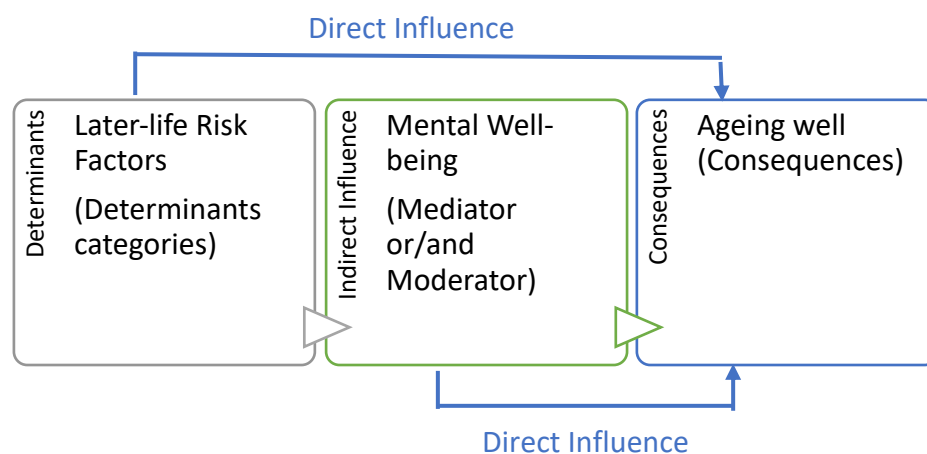 Direct Influence
Determinants
Later-life Risk
Factors
(Determinants
categories)
Indirect Influence
Mental Well-
being
(Mediator
or/and
Moderator)
Consequences
Ageing well
(Consequences)
Direct Influence